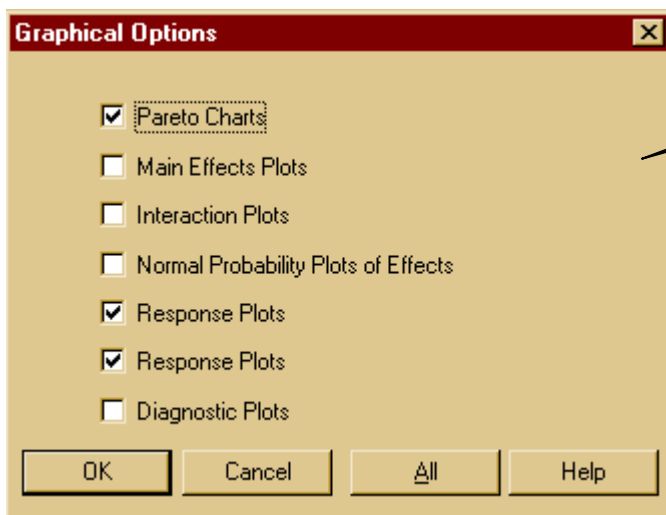 Graphical Options
Pareto Charts
Main Effects Plots
Interaction Plots
Normal Probability Plots of Effects
Response Plots
Response Plots
Diagnostic Plots
OK Cancel All Help